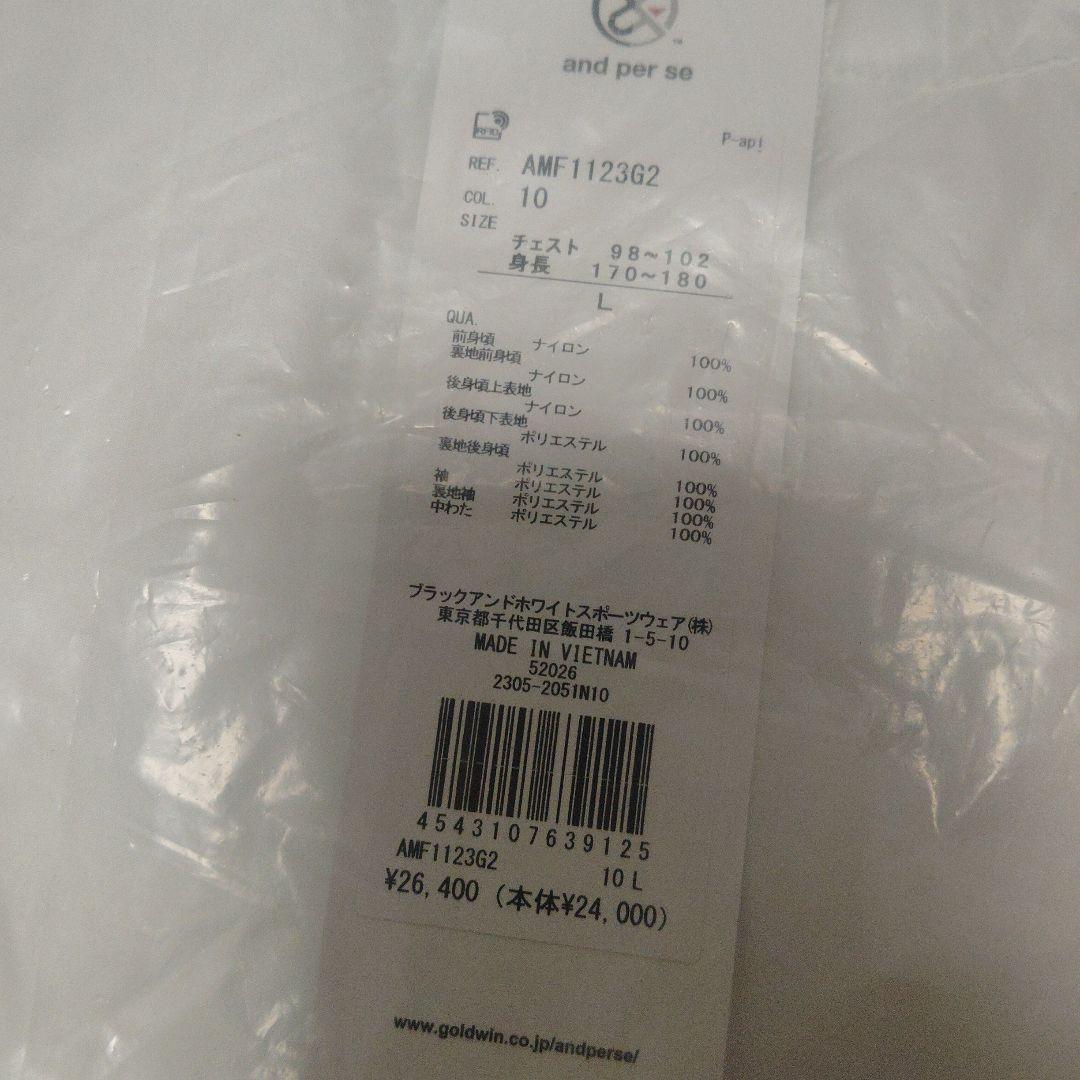 and per se
RFID
P-ap!
REF. AMF1123G2
COL. 10
SIZE
チェスト 98~102
身長 170~180
L
QUA.
前身頃 ナイロン 100%
裏地前身頃
ナイロン 100%
後身頃上表地
ナイロン 100%
後身頃下表地
ポリエステル 100%
裏地後身頃
ポリエステル 100%
袖 ポリエステル 100%
裏地袖 ポリエステル 100%
中わた ポリエステル 100%
ブラックアンドホワイトスポーツウェア(株)
東京都千代田区飯田橋 1-5-10
MADE IN VIETNAM
52026
2305-2051N10
4543107639125
AMF1123G2 10 L
¥26,400 (本体¥24,000)
www.goldwin.co.jp/andperse/